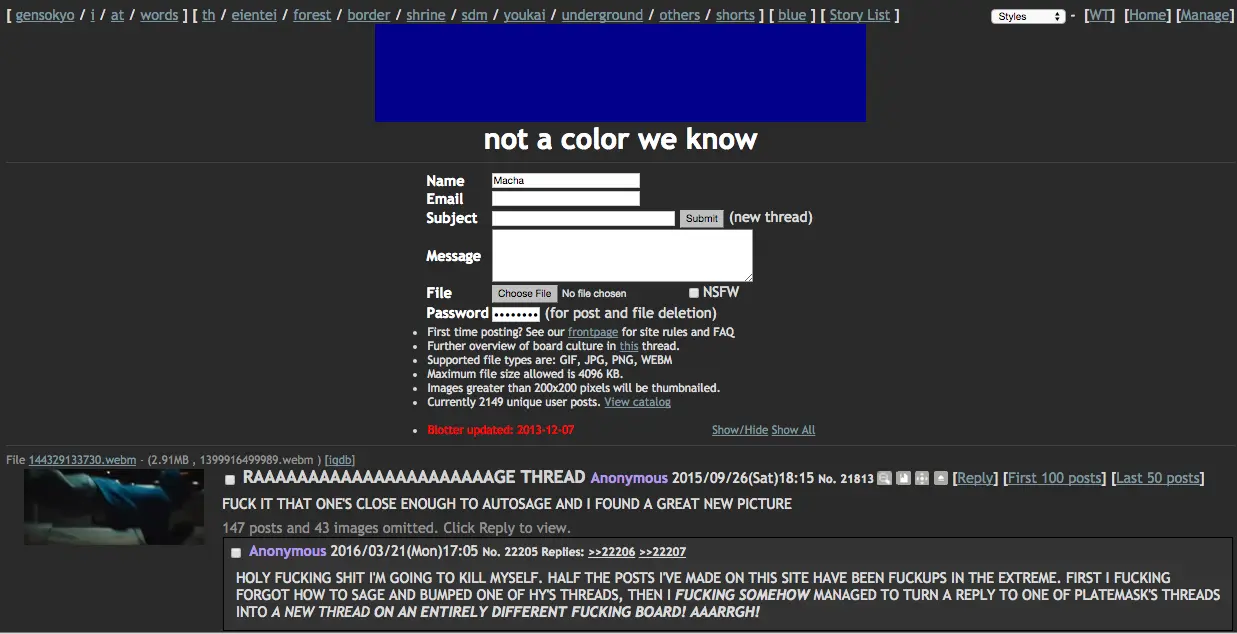 [ gensokyo / i / at / words ] [ th / eientei / forest / border / shrine / sdm / youkai / underground / others / shorts ] [ blue ] [ Story List ] Styles - [WT] [Home] [Manage]
not a color we know
Name Macha
Email
Subject Submit (new thread)
Message
File Choose File No file chosen NSFW
Password •••••••• (for post and file deletion)
• First time posting? See our frontpage for site rules and FAQ
• Further overview of board culture in this thread.
• Supported file types are: GIF, JPG, PNG, WEBM
• Maximum file size allowed is 4096 KB.
• Images greater than 200x200 pixels will be thumbnailed.
• Currently 2149 unique user posts. View catalog
• Blotter updated: 2013-12-07 Show/Hide Show All
File 144329133730.webm - (2.91MB , 1399916499989.webm ) [iqdb]
RAAAAAAAAAAAAAAAAAAAAAAGE THREAD Anonymous 2015/09/26(Sat)18:15 No. 21813 [Reply] [First 100 posts] [Last 50 posts]
FUCK IT THAT ONE'S CLOSE ENOUGH TO AUTOSAGE AND I FOUND A GREAT NEW PICTURE
147 posts and 43 images omitted. Click Reply to view.
Anonymous 2016/03/21(Mon)17:05 No. 22205 Replies: >>22206 >>22207
HOLY FUCKING SHIT I'M GOING TO KILL MYSELF. HALF THE POSTS I'VE MADE ON THIS SITE HAVE BEEN FUCKUPS IN THE EXTREME. FIRST I FUCKING
FORGOT HOW TO SAGE AND BUMPED ONE OF HY'S THREADS, THEN I FUCKING SOMEHOW MANAGED TO TURN A REPLY TO ONE OF PLATEMASK'S THREADS
INTO A NEW THREAD ON AN ENTIRELY DIFFERENT FUCKING BOARD! AAARRGH!